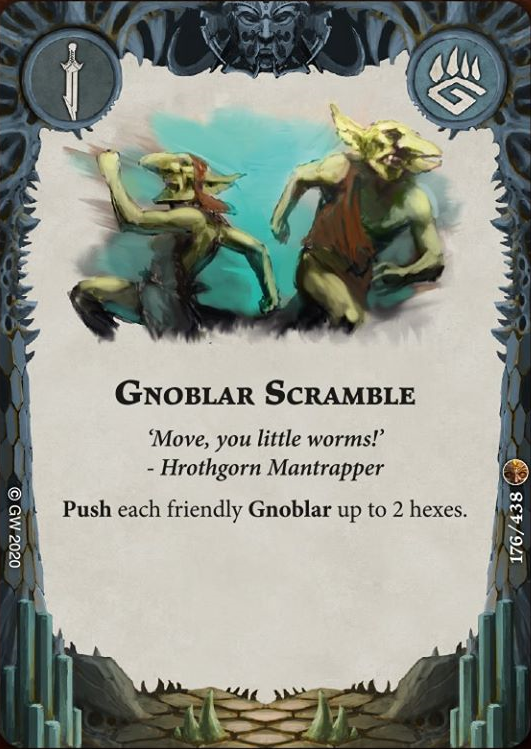 Gnoblar Scramble
‘Move, you little worms!’
- Hrothgorn Mantrapper
Push each friendly Gnoblar up to 2 hexes.
© GW 2020
176/438